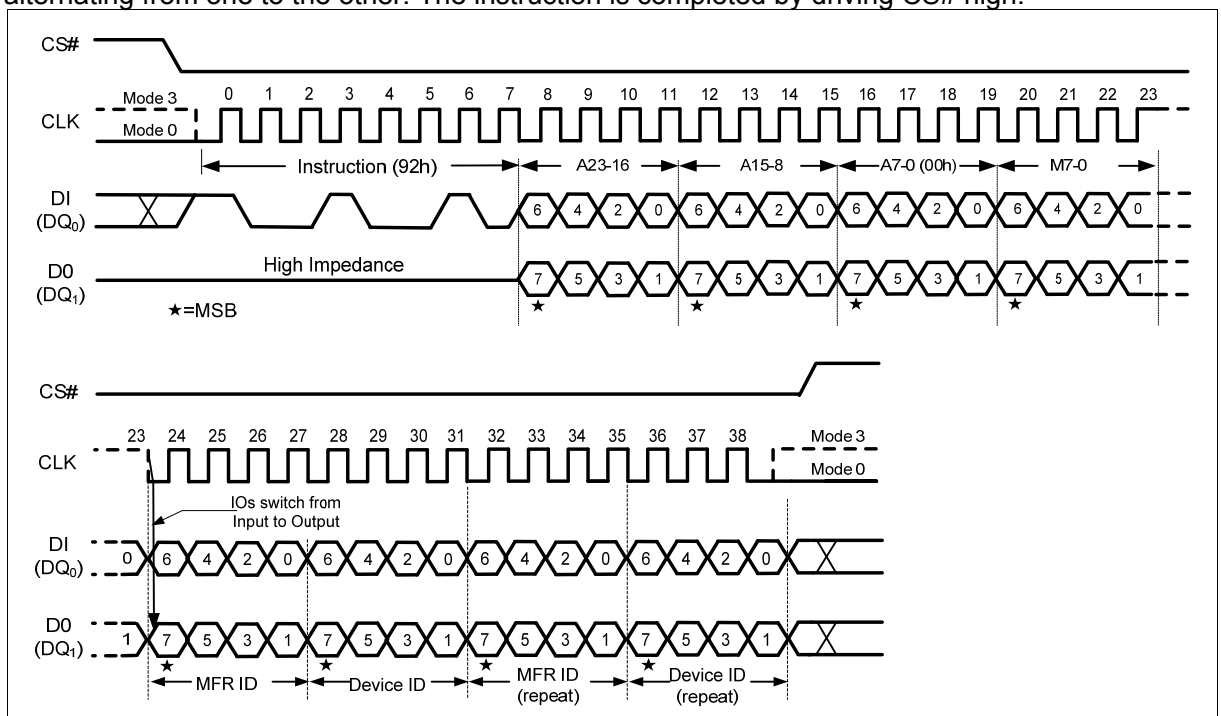 alternating from one to the other. The instruction is completed by driving CS# high.
CS#
Mode 3
0 1 2 3 4 5 6 7 8 9 10 11 12 13 14 15 16 17 18 19 20 21 22 23
CLK
Mode 0
Instruction (92h) A23-16 A15-8 A7-0 (00h) M7-0
DI
(DQ0)
6 4 2 0 6 4 2 0 6 4 2 0 6 4 2 0
High Impedance
D0
(DQ1)
7 5 3 1 7 5 3 1 7 5 3 1 7 5 3 1
★ ★ ★ ★
★=MSB
CS#
23 24 25 26 27 28 29 30 31 32 33 34 35 36 37 38
Mode 3
CLK
Mode 0
IOs switch from
Input to Output
DI
(DQ0)
0 6 4 2 0 6 4 2 0 6 4 2 0 6 4 2 0
D0
(DQ1)
1 7 5 3 1 7 5 3 1 7 5 3 1 7 5 3 1
★ ★ ★ ★
MFR ID Device ID MFR ID (repeat) Device ID (repeat)